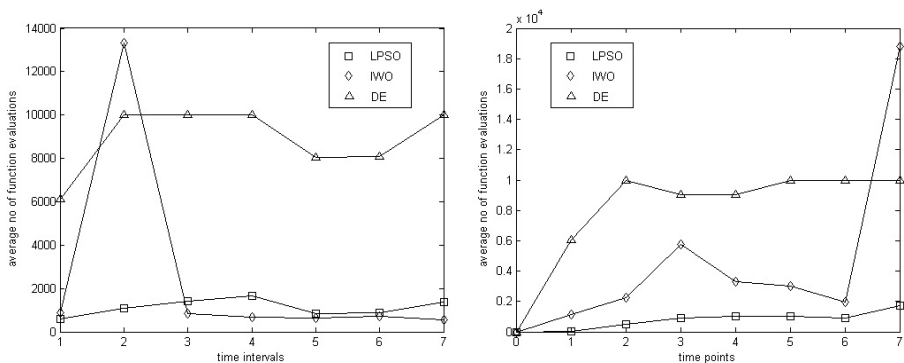 14000
12000
10000
8000
6000
4000
2000
0
average no of function evaluations
LPSO
IWO
DE
1 2 3 4 5 6 7
time intervals
2 x 10^4
1.8
1.6
1.4
1.2
1
0.8
0.6
0.4
0.2
0
average no of function evaluations
LPSO
IWO
DE
0 1 2 3 4 5 6 7
time points